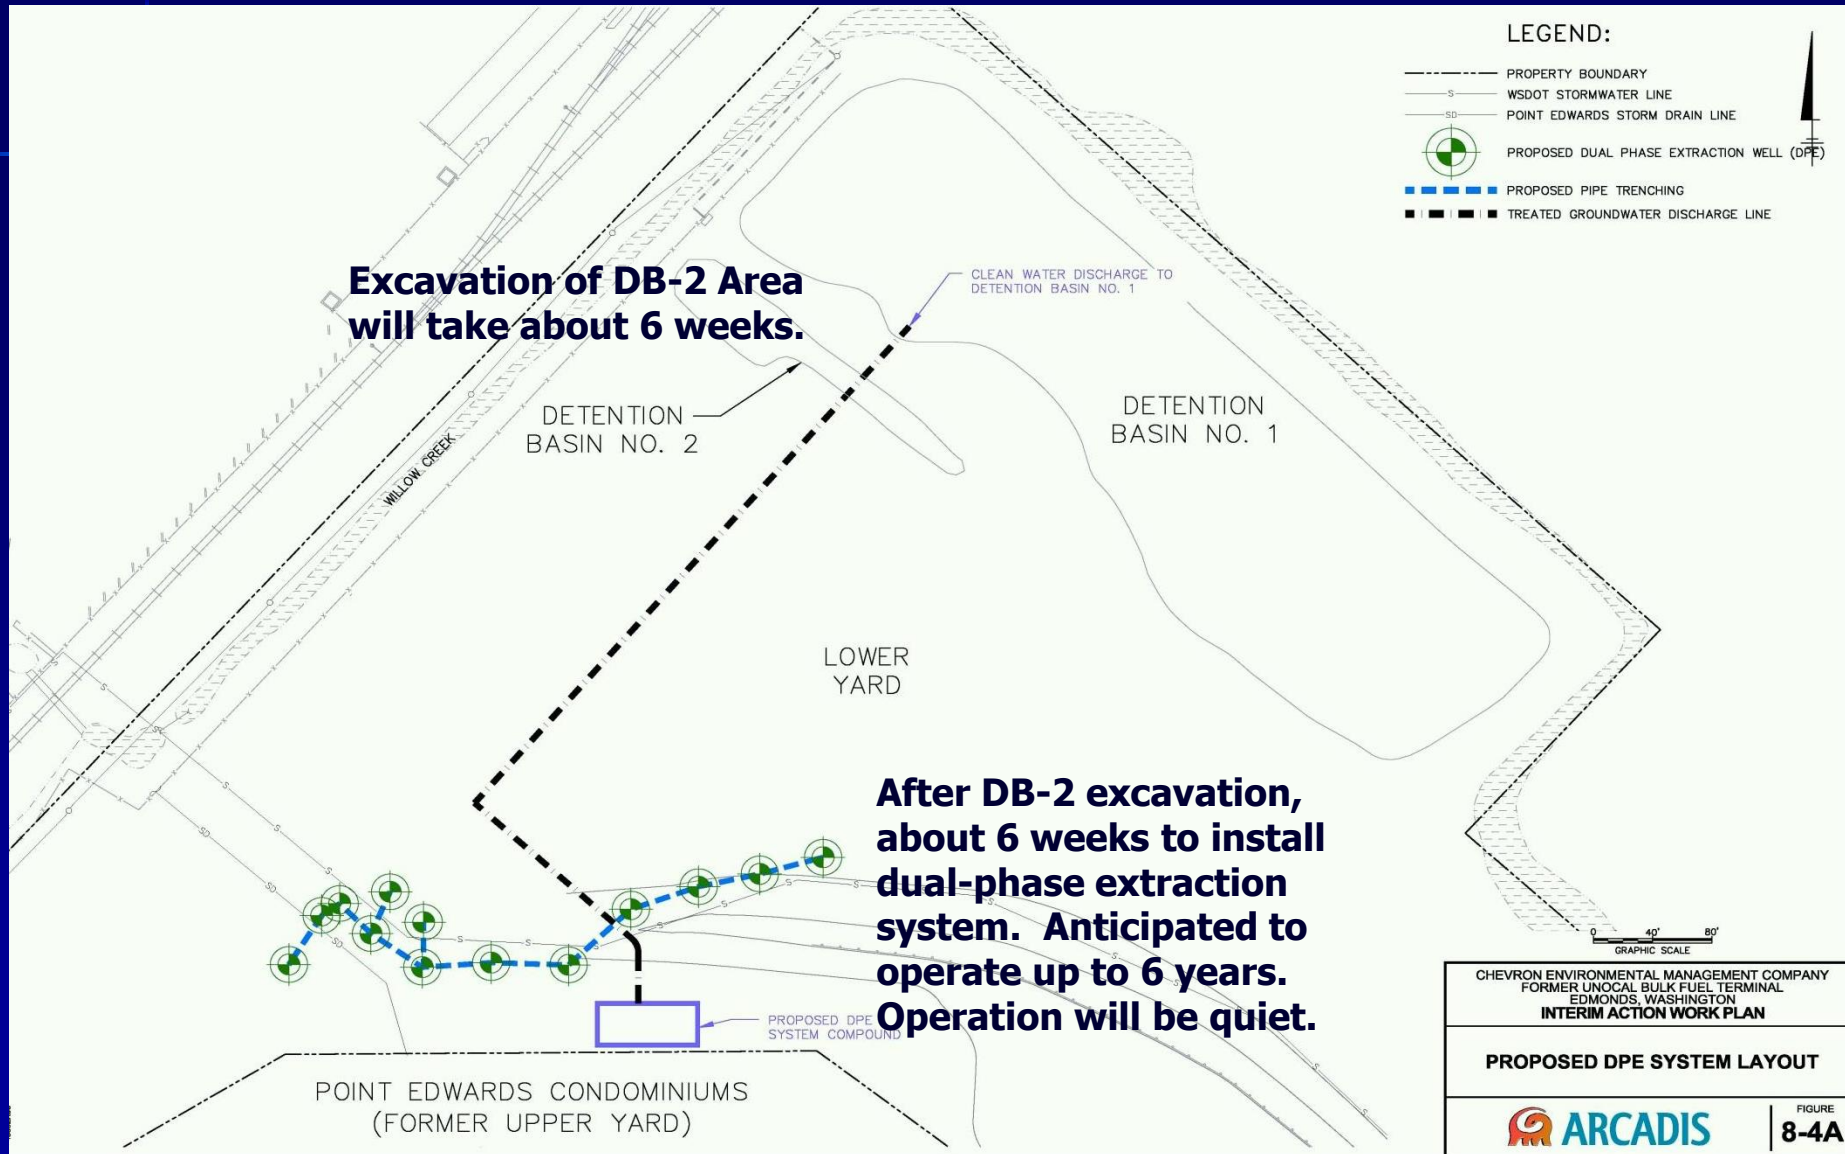 LEGEND:
PROPERTY BOUNDARY
S WSDOT STORMWATER LINE
SD POINT EDWARDS STORM DRAIN LINE
PROPOSED DUAL PHASE EXTRACTION WELL (DPE)
PROPOSED PIPE TRENCHING
TREATED GROUNDWATER DISCHARGE LINE
Excavation of DB-2 Area
will take about 6 weeks.
CLEAN WATER DISCHARGE TO
DETENTION BASIN NO. 1
DETENTION
BASIN NO. 2
DETENTION
BASIN NO. 1
WILLOW CREEK
LOWER
YARD
After DB-2 excavation,
about 6 weeks to install
dual-phase extraction
system. Anticipated to
operate up to 6 years.
Operation will be quiet.
PROPOSED DPE
SYSTEM COMPOUND
POINT EDWARDS CONDOMINIUMS
(FORMER UPPER YARD)
0 40' 80'
GRAPHIC SCALE
CHEVRON ENVIRONMENTAL MANAGEMENT COMPANY
FORMER UNOCAL BULK FUEL TERMINAL
EDMONDS, WASHINGTON
INTERIM ACTION WORK PLAN
PROPOSED DPE SYSTEM LAYOUT
ARCADIS
FIGURE
8-4A